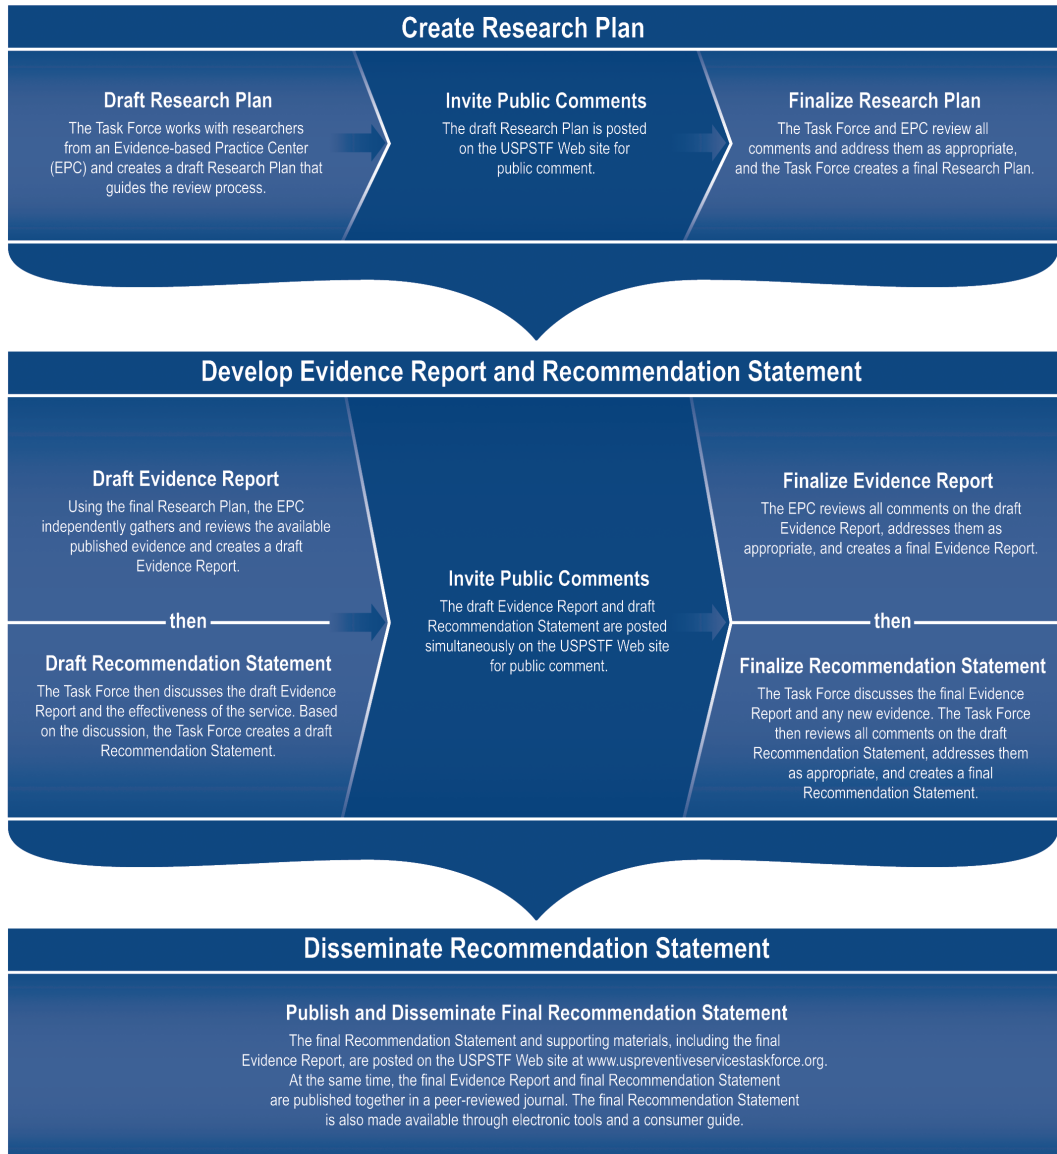 Create Research Plan
Draft Research Plan
The Task Force works with researchers
from an Evidence-based Practice Center
(EPC) and creates a draft Research Plan that
guides the review process.
Invite Public Comments
The draft Research Plan is posted
on the USPSTF Web site for
public comment.
Finalize Research Plan
The Task Force and EPC review all
comments and address them as appropriate,
and the Task Force creates a final Research Plan.
Develop Evidence Report and Recommendation Statement
Draft Evidence Report
Using the final Research Plan, the EPC
independently gathers and reviews the available
published evidence and creates a draft
Evidence Report.
then
Draft Recommendation Statement
The Task Force then discusses the draft Evidence
Report and the effectiveness of the service. Based
on the discussion, the Task Force creates a draft
Recommendation Statement.
Invite Public Comments
The draft Evidence Report and draft
Recommendation Statement are posted
simultaneously on the USPSTF Web site
for public comment.
Finalize Evidence Report
The EPC reviews all comments on the draft
Evidence Report, addresses them as
appropriate, and creates a final Evidence Report.
then
Finalize Recommendation Statement
The Task Force discusses the final Evidence
Report and any new evidence. The Task Force
then reviews all comments on the draft
Recommendation Statement, addresses them
as appropriate, and creates a final
Recommendation Statement.
Disseminate Recommendation Statement
Publish and Disseminate Final Recommendation Statement
The final Recommendation Statement and supporting materials, including the final
Evidence Report, are posted on the USPSTF Web site at www.uspreventiveservicestaskforce.org.
At the same time, the final Evidence Report and final Recommendation Statement
are published together in a peer-reviewed journal. The final Recommendation Statement
is also made available through electronic tools and a consumer guide.